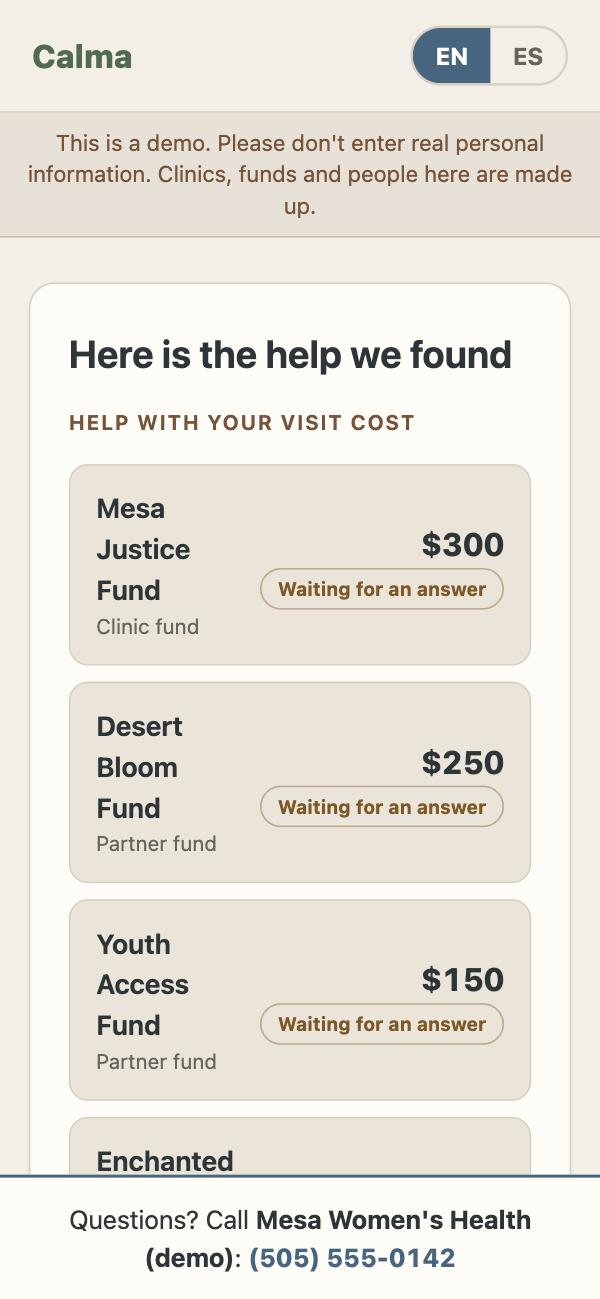 Calma
EN ES
This is a demo. Please don't enter real personal
information. Clinics, funds and people here are made
up.
Here is the help we found
HELP WITH YOUR VISIT COST
Mesa
Justice
Fund
Clinic fund
$300
Waiting for an answer
Desert
Bloom
Fund
Partner fund
$250
Waiting for an answer
Youth
Access
Fund
Partner fund
$150
Waiting for an answer
Enchanted
Questions? Call Mesa Women's Health
(demo): (505) 555-0142